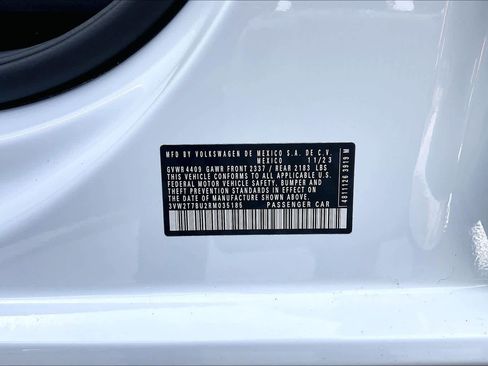 MFD. BY VOLKSWAGEN DE MEXICO S.A. DE C.V.
MEXICO 11/23
GVWR 4409 GAWR FRONT 2337 / REAR 2183 LBS
THIS VEHICLE CONFORMS TO ALL APPLICABLE U.S.
FEDERAL MOTOR VEHICLE SAFETY, BUMPER AND
THEFT PREVENTION STANDARDS IN EFFECT ON THE
DATE OF MANUFACTURE SHOWN ABOVE.
3VW2T7BU2RM035185 PASSENGER CAR
4811126 3919 M